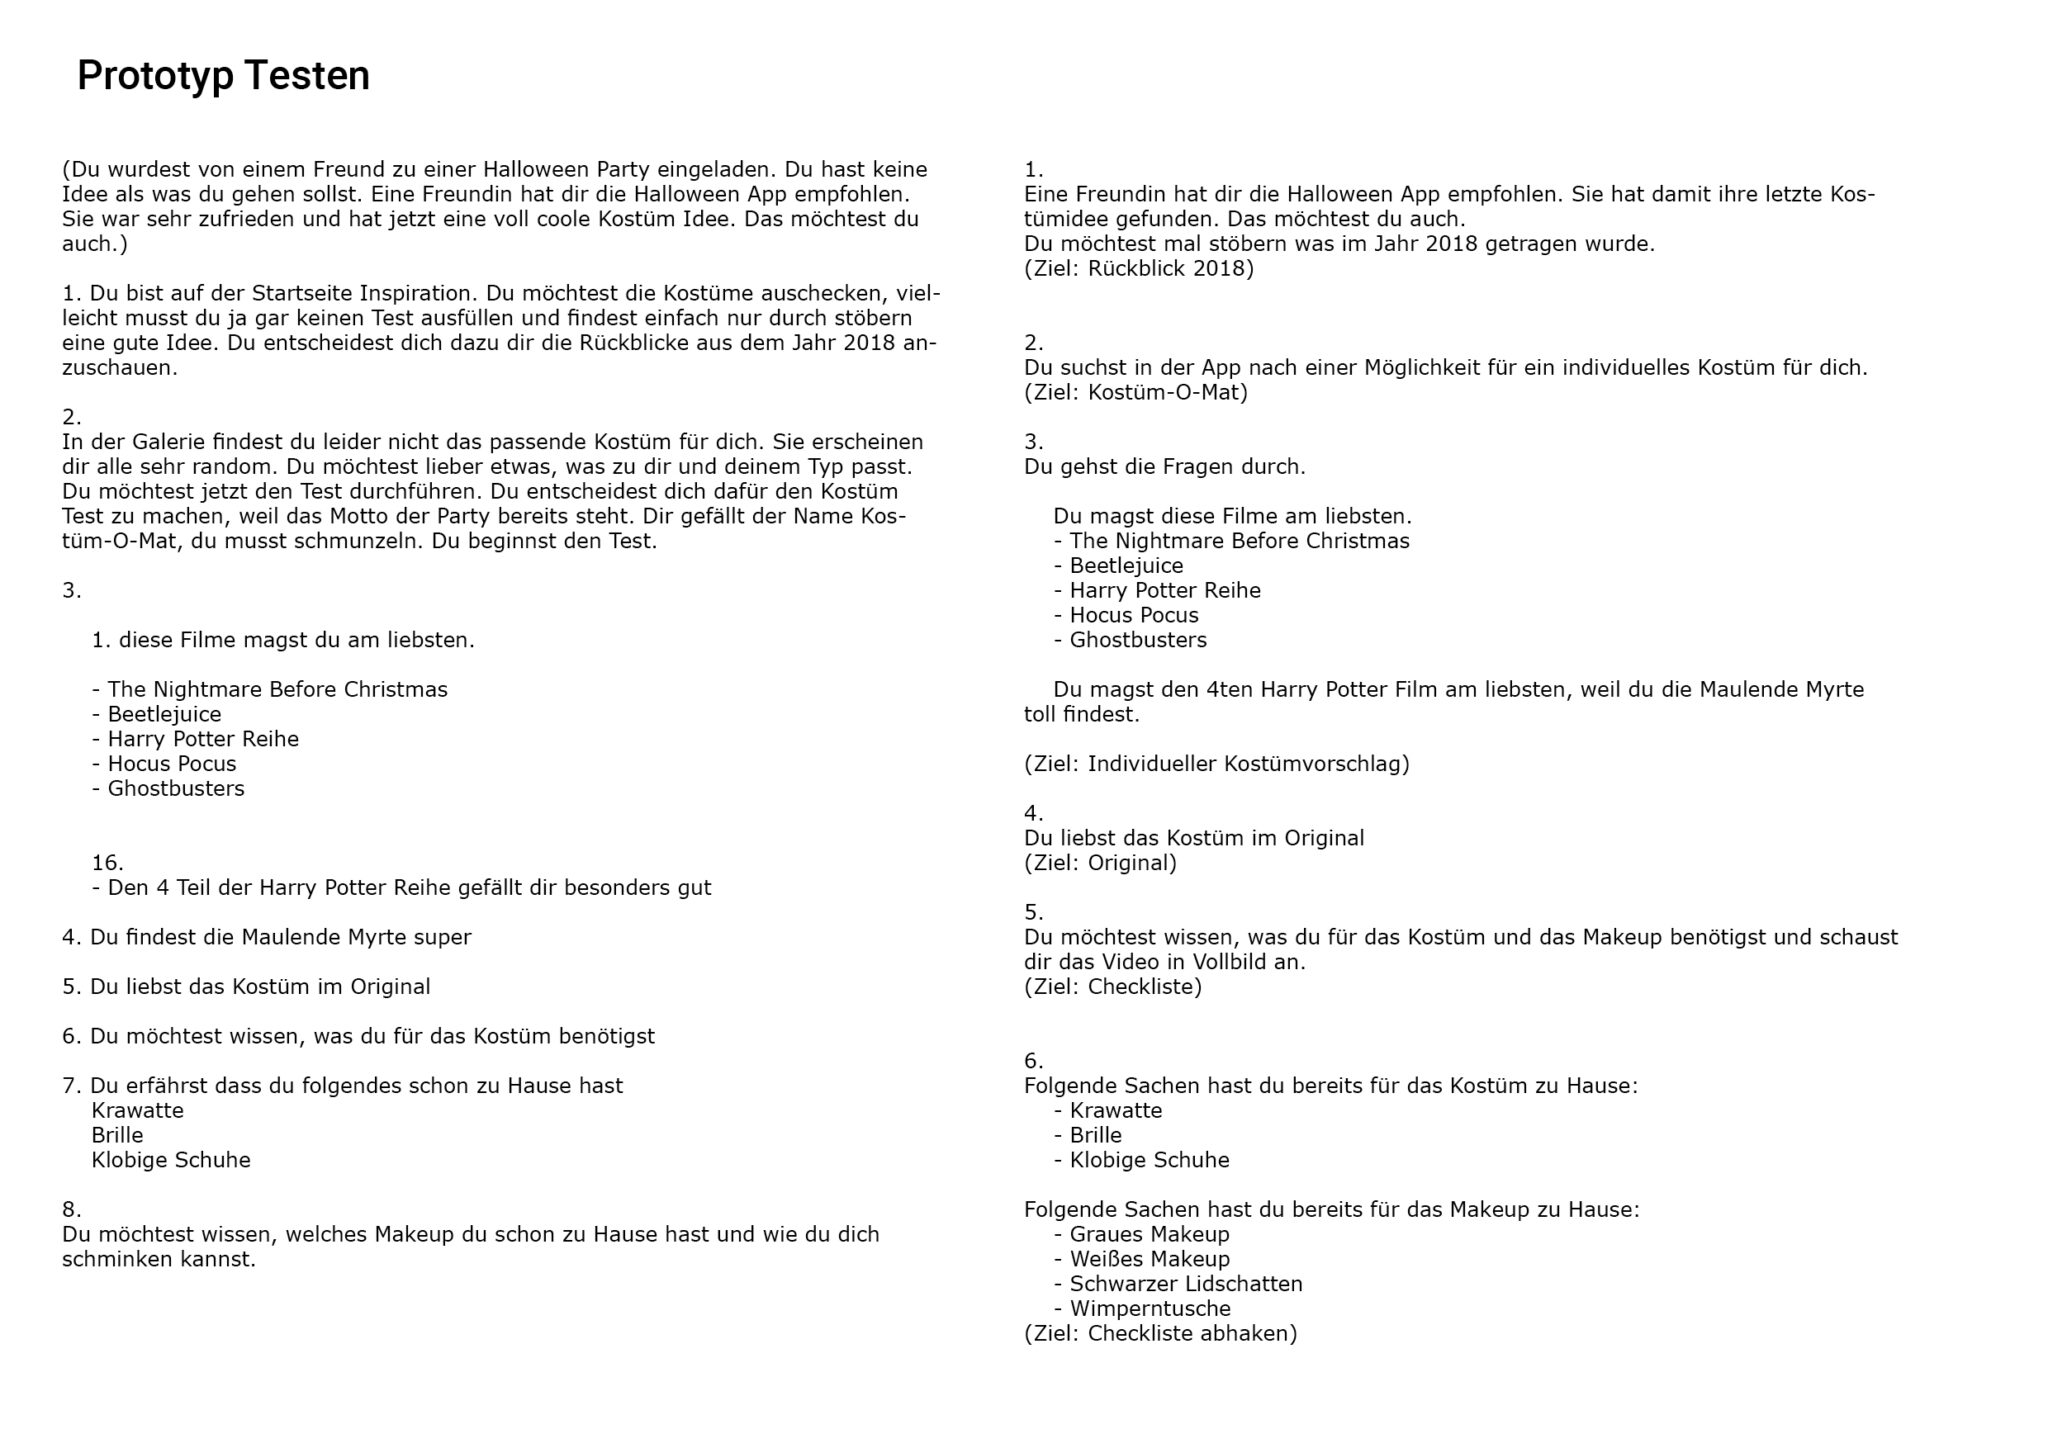 Prototyp Testen
(Du wurdest von einem Freund zu einer Halloween Party eingeladen. Du hast keine
Idee als was du gehen sollst. Eine Freundin hat dir die Halloween App empfohlen.
Sie war sehr zufrieden und hat jetzt eine voll coole Kostüm Idee. Das möchtest du
auch.)
1. Du bist auf der Startseite Inspiration. Du möchtest die Kostüme auschecken, viel-
leicht musst du ja gar keinen Test ausfüllen und findest einfach nur durch stöbern
eine gute Idee. Du entscheidest dich dazu dir die Rückblicke aus dem Jahr 2018 an-
zuschauen.
2.
In der Galerie findest du leider nicht das passende Kostüm für dich. Sie erscheinen
dir alle sehr random. Du möchtest lieber etwas, was zu dir und deinem Typ passt.
Du möchtest jetzt den Test durchführen. Du entscheidest dich dafür den Kostüm
Test zu machen, weil das Motto der Party bereits steht. Dir gefällt der Name Kos-
tüm-O-Mat, du musst schmunzeln. Du beginnst den Test.
3.
1. diese Filme magst du am liebsten.
- The Nightmare Before Christmas
- Beetlejuice
- Harry Potter Reihe
- Hocus Pocus
- Ghostbusters
16.
- Den 4 Teil der Harry Potter Reihe gefällt dir besonders gut
4. Du findest die Maulende Myrte super
5. Du liebst das Kostüm im Original
6. Du möchtest wissen, was du für das Kostüm benötigst
7. Du erfährst dass du folgendes schon zu Hause hast
Krawatte
Brille
Klobige Schuhe
8.
Du möchtest wissen, welches Makeup du schon zu Hause hast und wie du dich
schminken kannst.
1.
Eine Freundin hat dir die Halloween App empfohlen. Sie hat damit ihre letzte Kos-
tümidee gefunden. Das möchtest du auch.
Du möchtest mal stöbern was im Jahr 2018 getragen wurde.
(Ziel: Rückblick 2018)
2.
Du suchst in der App nach einer Möglichkeit für ein individuelles Kostüm für dich.
(Ziel: Kostüm-O-Mat)
3.
Du gehst die Fragen durch.
Du magst diese Filme am liebsten.
- The Nightmare Before Christmas
- Beetlejuice
- Harry Potter Reihe
- Hocus Pocus
- Ghostbusters
Du magst den 4ten Harry Potter Film am liebsten, weil du die Maulende Myrte
toll findest.
(Ziel: Individueller Kostümvorschlag)
4.
Du liebst das Kostüm im Original
(Ziel: Original)
5.
Du möchtest wissen, was du für das Kostüm und das Makeup benötigst und schaust
dir das Video in Vollbild an.
(Ziel: Checkliste)
6.
Folgende Sachen hast du bereits für das Kostüm zu Hause:
- Krawatte
- Brille
- Klobige Schuhe
Folgende Sachen hast du bereits für das Makeup zu Hause:
- Graues Makeup
- Weißes Makeup
- Schwarzer Lidschatten
- Wimperntusche
(Ziel: Checkliste abhaken)